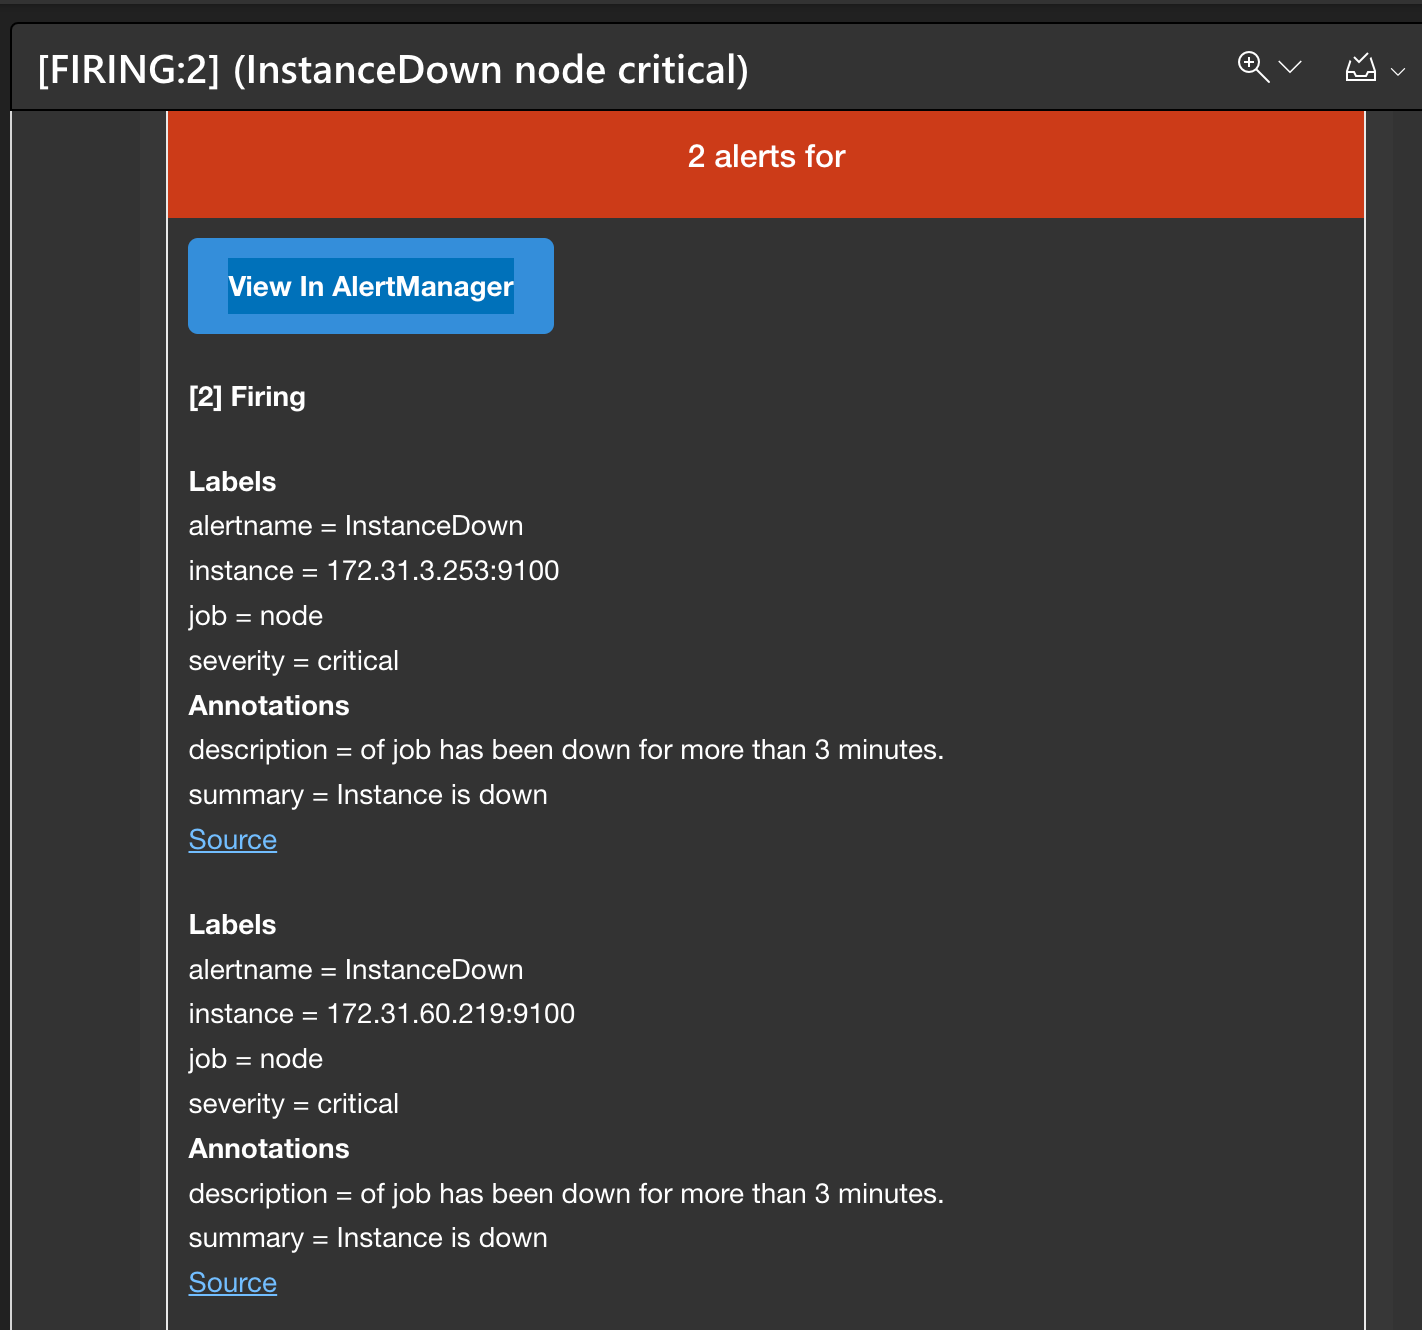 [FIRING:2] (InstanceDown node critical)
2 alerts for
View In AlertManager
[2] Firing
Labels
alertname = InstanceDown
instance = 172.31.3.253:9100
job = node
severity = critical
Annotations
description = of job has been down for more than 3 minutes.
summary = Instance is down
Source
Labels
alertname = InstanceDown
instance = 172.31.60.219:9100
job = node
severity = critical
Annotations
description = of job has been down for more than 3 minutes.
summary = Instance is down
Source